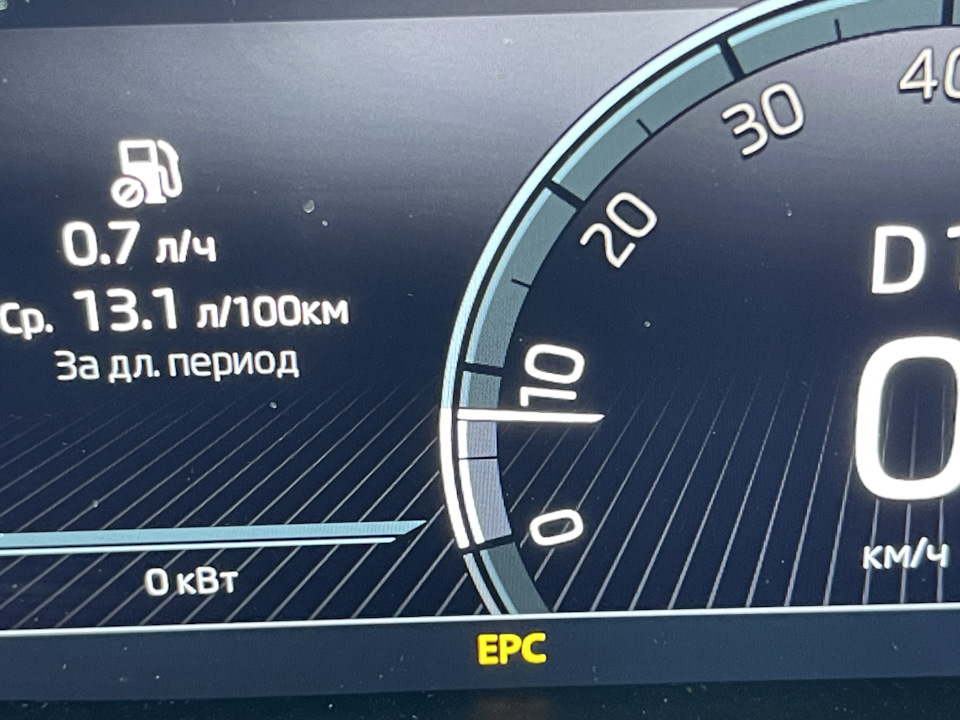 0.7 л/ч
Ср. 13.1 л/100км
За дл. период
0 кВт
0
10
20
30
40
D1
0
км/ч
EPC